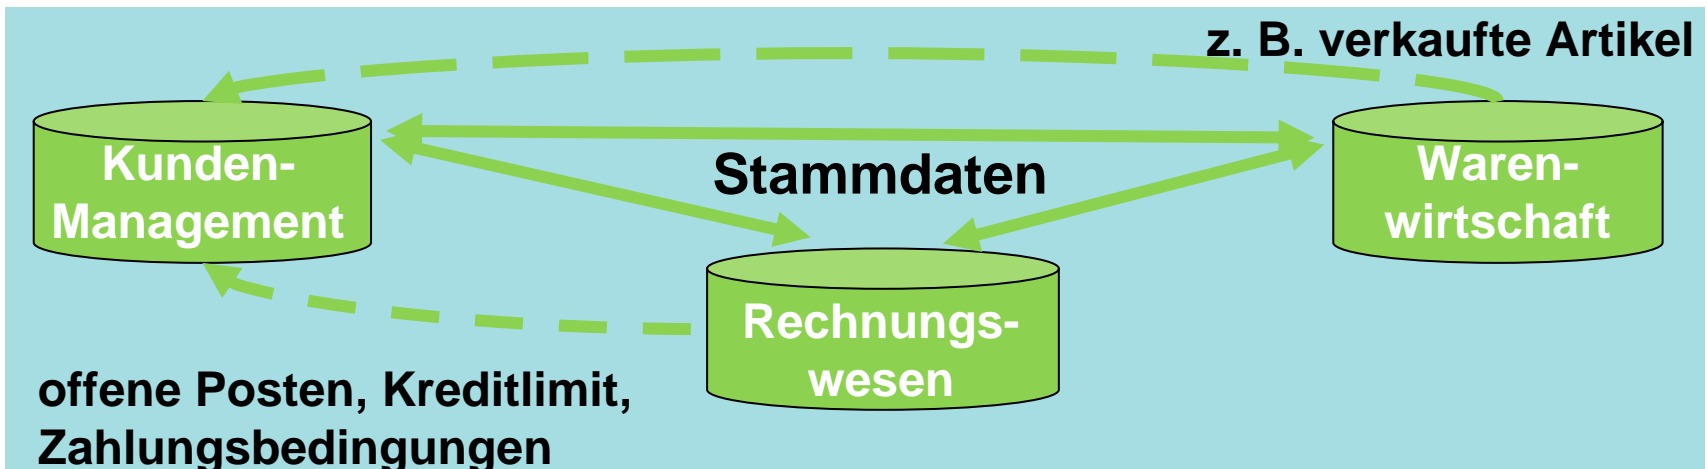 z. B. verkaufte Artikel
Kunden-
Management
Stammdaten
Waren-
wirtschaft
Rechnungs-
wesen
offene Posten, Kreditlimit,
Zahlungsbedingungen